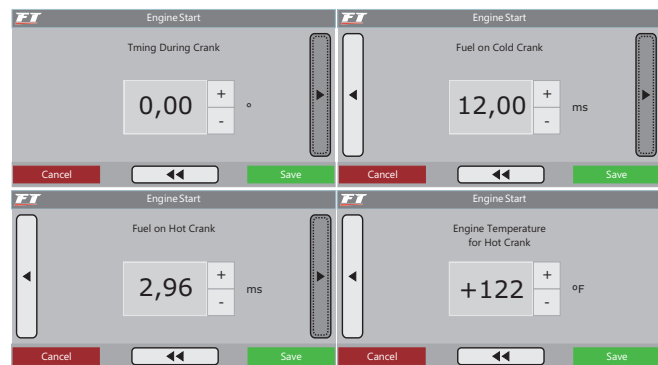 FT
Engine Start
Tming During Crank
0,00
+
-
°
Cancel
Save
FT
Engine Start
Fuel on Cold Crank
12,00
+
-
ms
Cancel
Save
FT
Engine Start
Fuel on Hot Crank
2,96
+
-
ms
Cancel
Save
FT
Engine Start
Engine Temperature
for Hot Crank
+122
+
-
ºF
Cancel
Save